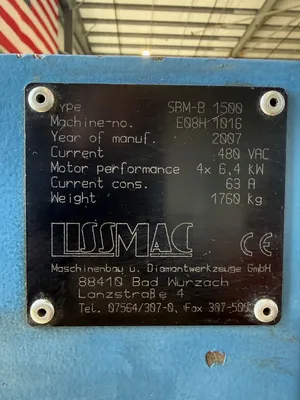 Type SBM-B 1500
Machine-no. E08H-1016
Year of manuf. 2007
Current 480 VAC
Motor performance 4x 6,4 kW
Current cons. 63 A
Weight 1760 kg
LISSMAC CE
Maschinenbau u. Diamantwerkzeuge GmbH
88410 Bad Wurzach
Lanzstraße 4
Tel. 07564/307-0, Fax 307-500